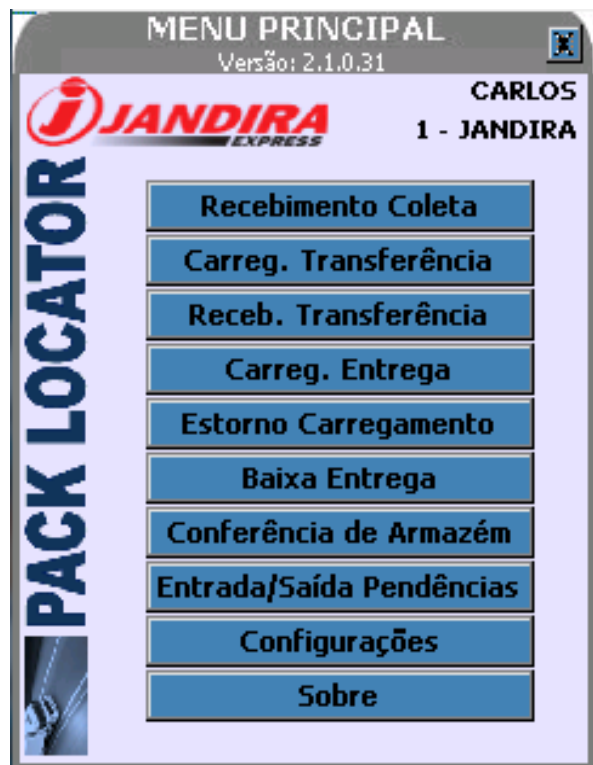 MENU PRINCIPAL
Versão: 2.1.0.31
CARLOS
JANDIRA
EXPRESS
1 - JANDIRA
PACK LOCATOR
Recebimento Coleta
Carreg. Transferência
Receb. Transferência
Carreg. Entrega
Estorno Carregamento
Baixa Entrega
Conferência de Armazém
Entrada/Saída Pendências
Configurações
Sobre